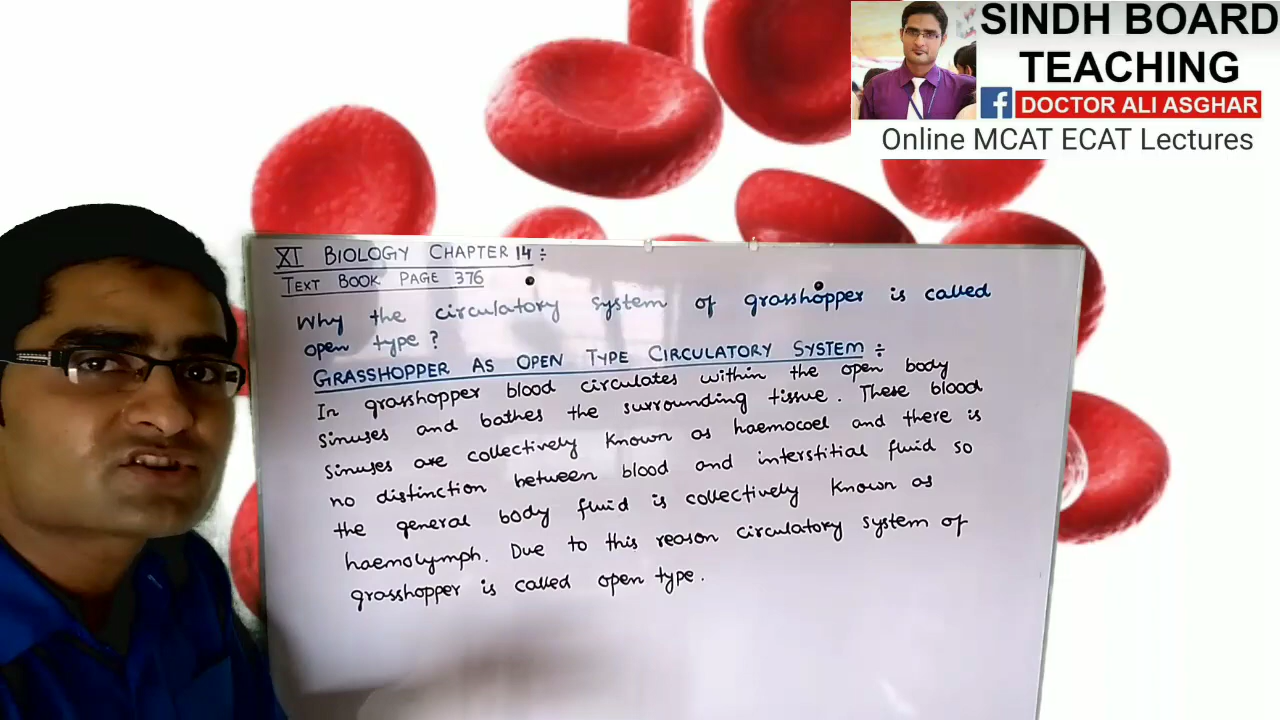 SINDH BOARD
TEACHING
f DOCTOR ALI ASGHAR
Online MCAT ECAT Lectures
XI BIOLOGY CHAPTER 14 :
TEXT BOOK PAGE 376
Why the circulatory system of grasshopper is called
open type ?
GRASSHOPPER AS OPEN TYPE CIRCULATORY SYSTEM :
In grasshopper blood circulates within the open body
sinuses and bathes the surrounding tissue. These blood
sinuses are collectively known as haemocoel and there is
no distinction between blood and interstitial fluid so
the general body fluid is collectively known as
haemolymph. Due to this reason circulatory system of
grasshopper is called open type.